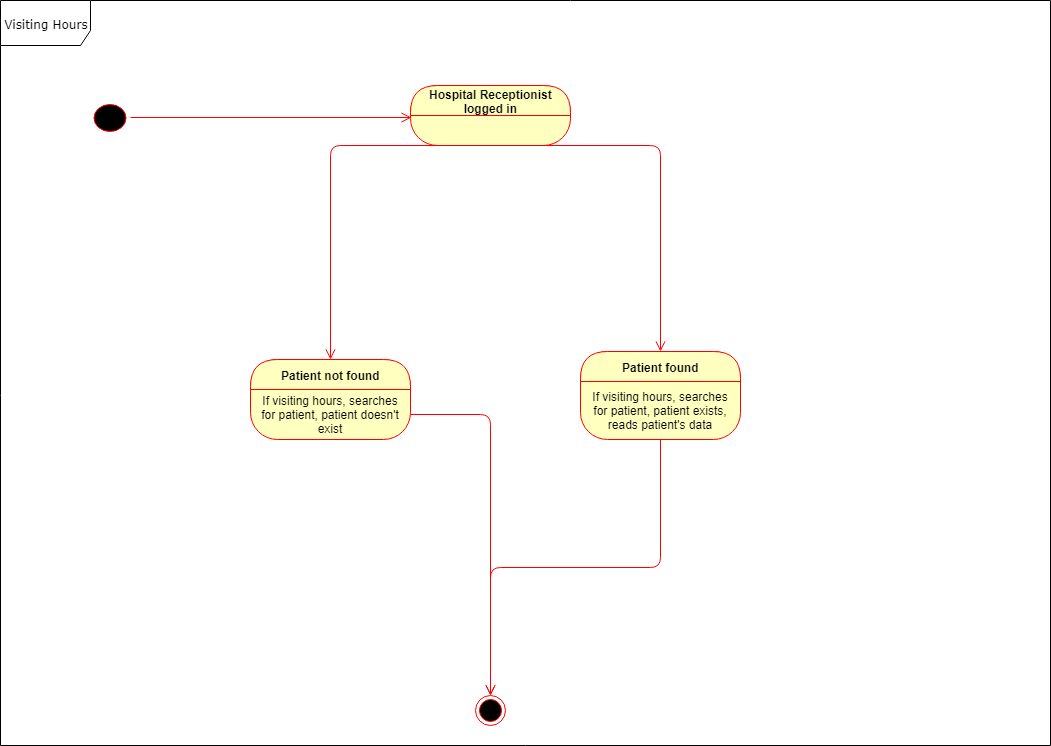 Visiting Hours
Hospital Receptionist
logged in
Patient not found
If visiting hours, searches
for patient, patient doesn't
exist
Patient found
If visiting hours, searches
for patient, patient exists,
reads patient's data